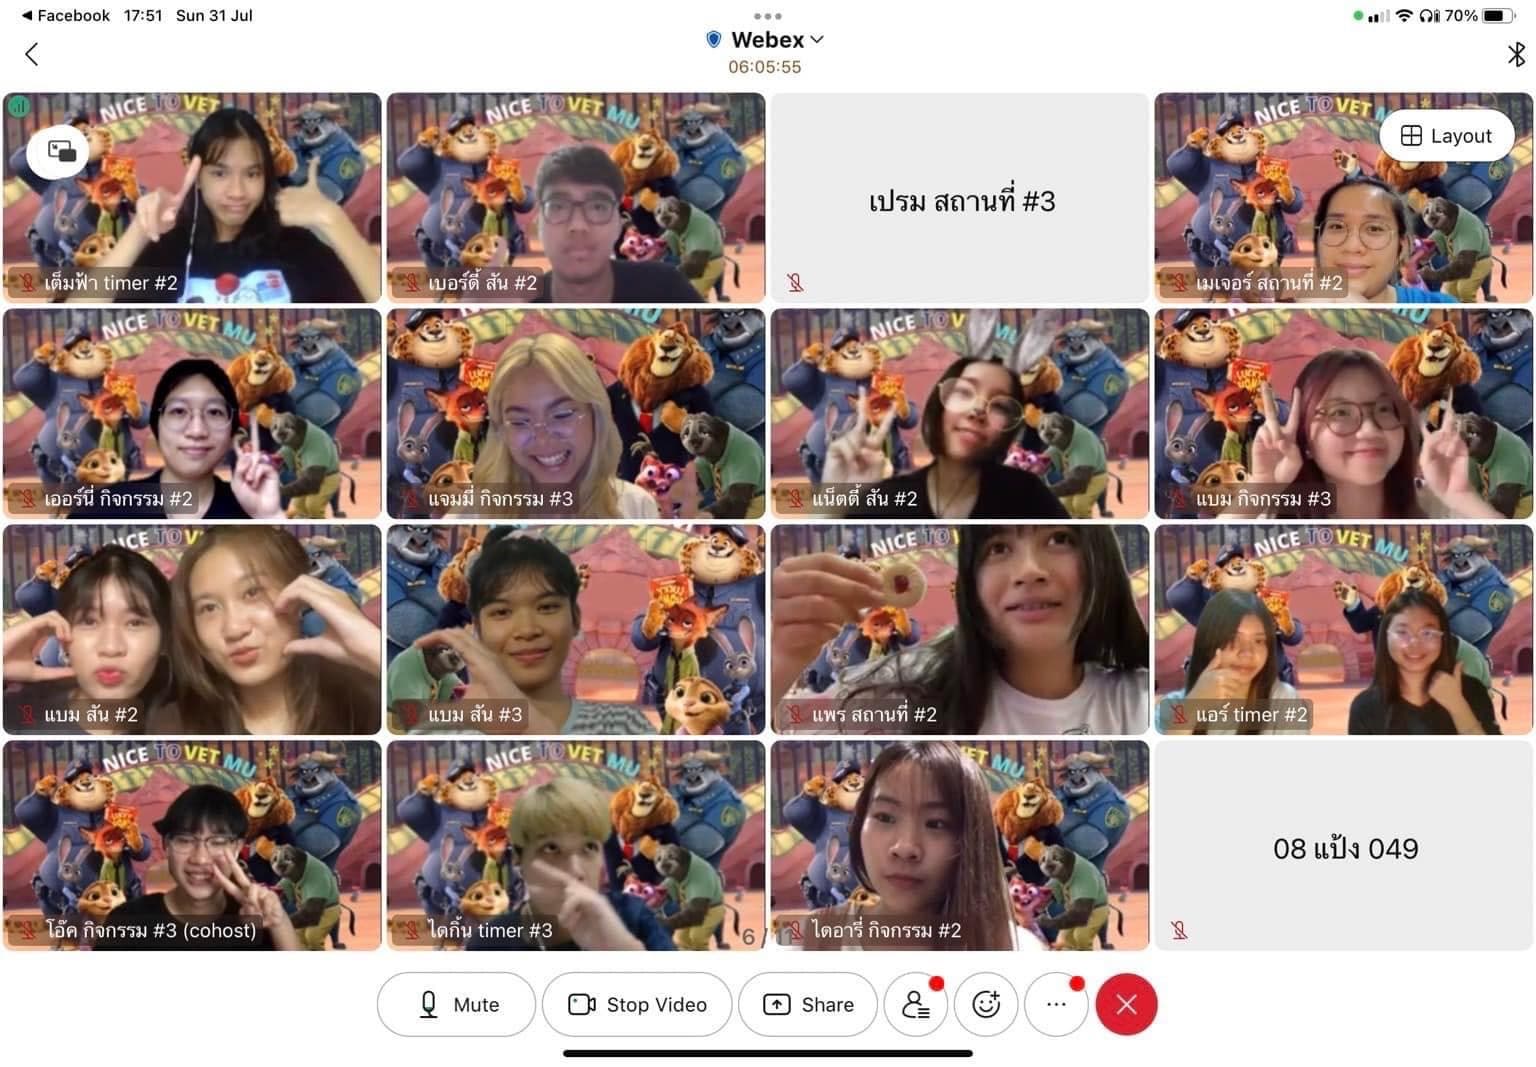 Facebook 17:51 Sun 31 Jul
70%
Webex
06:05:55
Layout
NICE TO VET
เต็มฟ้า timer #2
NICE TO VET MU
เบอร์ดี้ สัน #2
เปรม สถานที่ #3
NICE TO VET MU
เมเจอร์ สถานที่ #2
NICE TO VET MU
เออร์นี่ กิจกรรม #2
MU
แจมมี่ กิจกรรม #3
NICE TO V
แน็ตตี้ สัน #2
MU
แบม กิจกรรม #3
NICE TO V
แบม สัน #2
แบม สัน #3
NICE TO
แพร สถานที่ #2
NICE TO VET MU
แอร์ timer #2
NICE TO VET MU
โอ๊ค กิจกรรม #3 (cohost)
NICE TO VET MU
ไดกิ้น timer #3
ET MU
ไดอารี่ กิจกรรม #2
08 แป้ง 049
6 / 11
Mute
Stop Video
Share